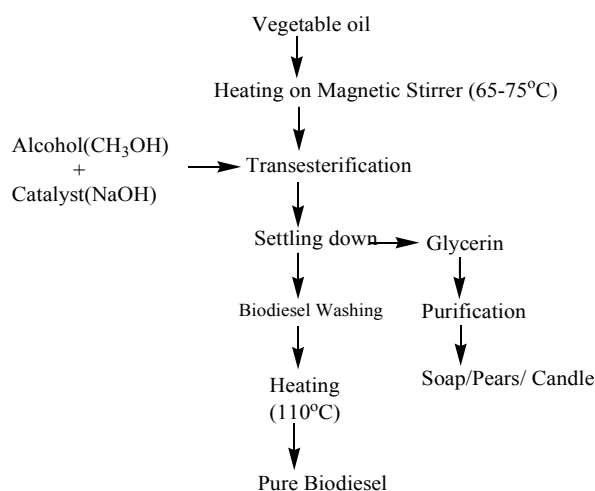 Vegetable oil
Heating on Magnetic Stirrer (65-75°C)
Alcohol(CH₃OH)
+
Catalyst(NaOH)
Transesterification
Settling down
Glycerin
Biodiesel Washing
Purification
Heating
(110°C)
Soap/Pears/ Candle
Pure Biodiesel